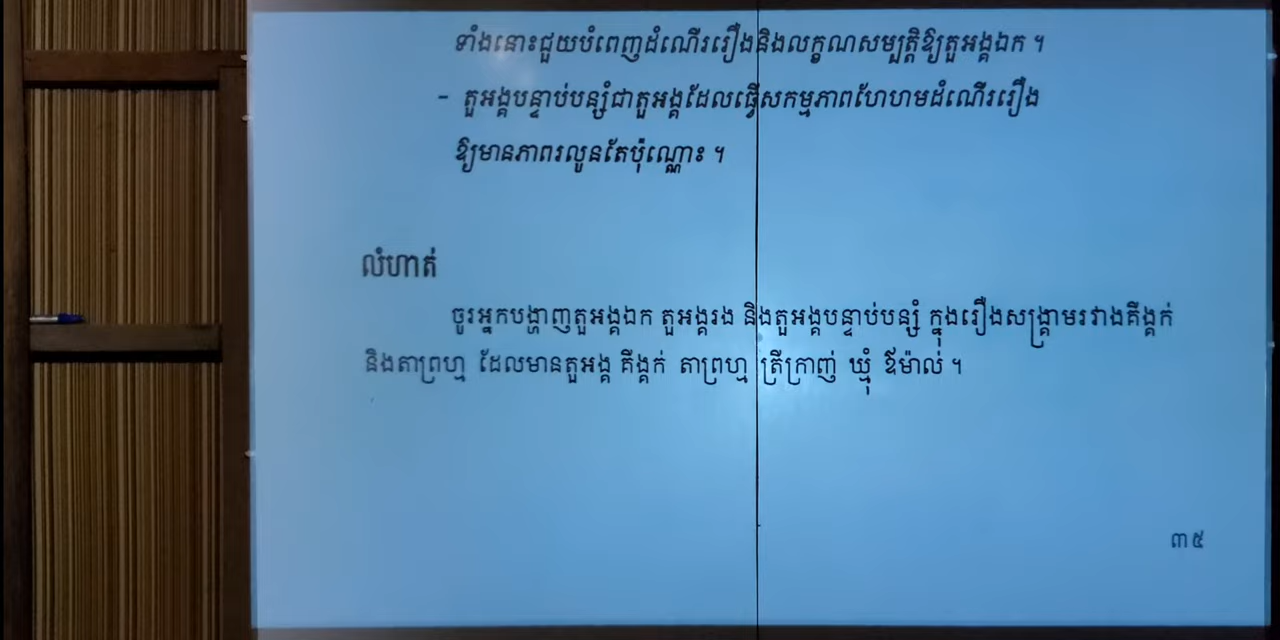 ទាំងនោះជួយបំពេញដំណើររឿងនិងលក្ខណសម្បត្តិឱ្យតួអង្គឯក ។
- តួអង្គបន្ទាប់បន្សំជាតួអង្គដែលធ្វើសកម្មភាពហែហមដំណើររឿង
ឱ្យមានភាពរលូនតែប៉ុណ្ណោះ ។
លំហាត់
ចូរអ្នកបង្ហាញតួអង្គឯក តួអង្គរង និងតួអង្គបន្ទាប់បន្សំ ក្នុងរឿងសង្គ្រាមរវាងគីង្គក់
និងតាព្រហ្ម ដែលមានតួអង្គ គីង្គក់ តាព្រហ្ម ត្រីក្រាញ់ ឃ្មុំ ឪម៉ាល់ ។
៣៥